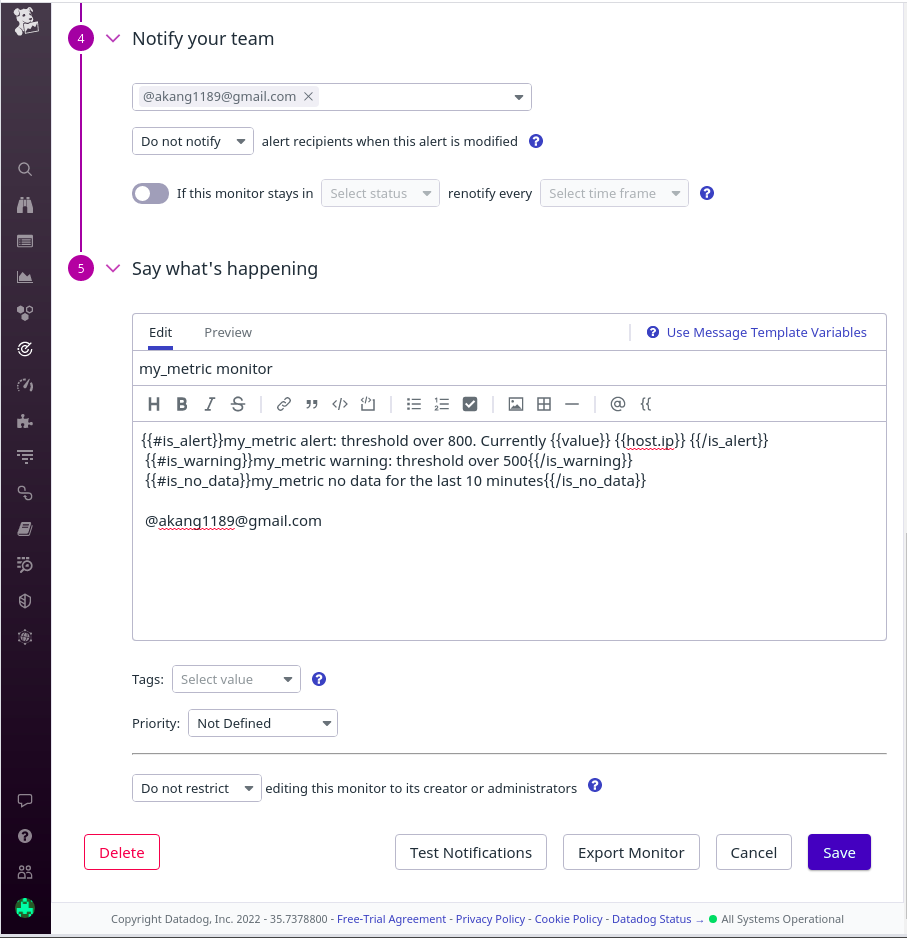 4 Notify your team
@akang1189@gmail.com ×
Do not notify alert recipients when this alert is modified ?
If this monitor stays in Select status renotify every Select time frame ?
5 Say what's happening
Edit Preview ? Use Message Template Variables
my_metric monitor
H B I S </> @ {{
{{#is_alert}}my_metric alert: threshold over 800. Currently {{value}} {{host.ip}} {{/is_alert}}
{{#is_warning}}my_metric warning: threshold over 500{{/is_warning}}
{{#is_no_data}}my_metric no data for the last 10 minutes{{/is_no_data}}
@akang1189@gmail.com
Tags: Select value ?
Priority: Not Defined
Do not restrict editing this monitor to its creator or administrators ?
Delete Test Notifications Export Monitor Cancel Save
Copyright Datadog, Inc. 2022 - 35.7378800 - Free-Trial Agreement - Privacy Policy - Cookie Policy - Datadog Status → All Systems Operational